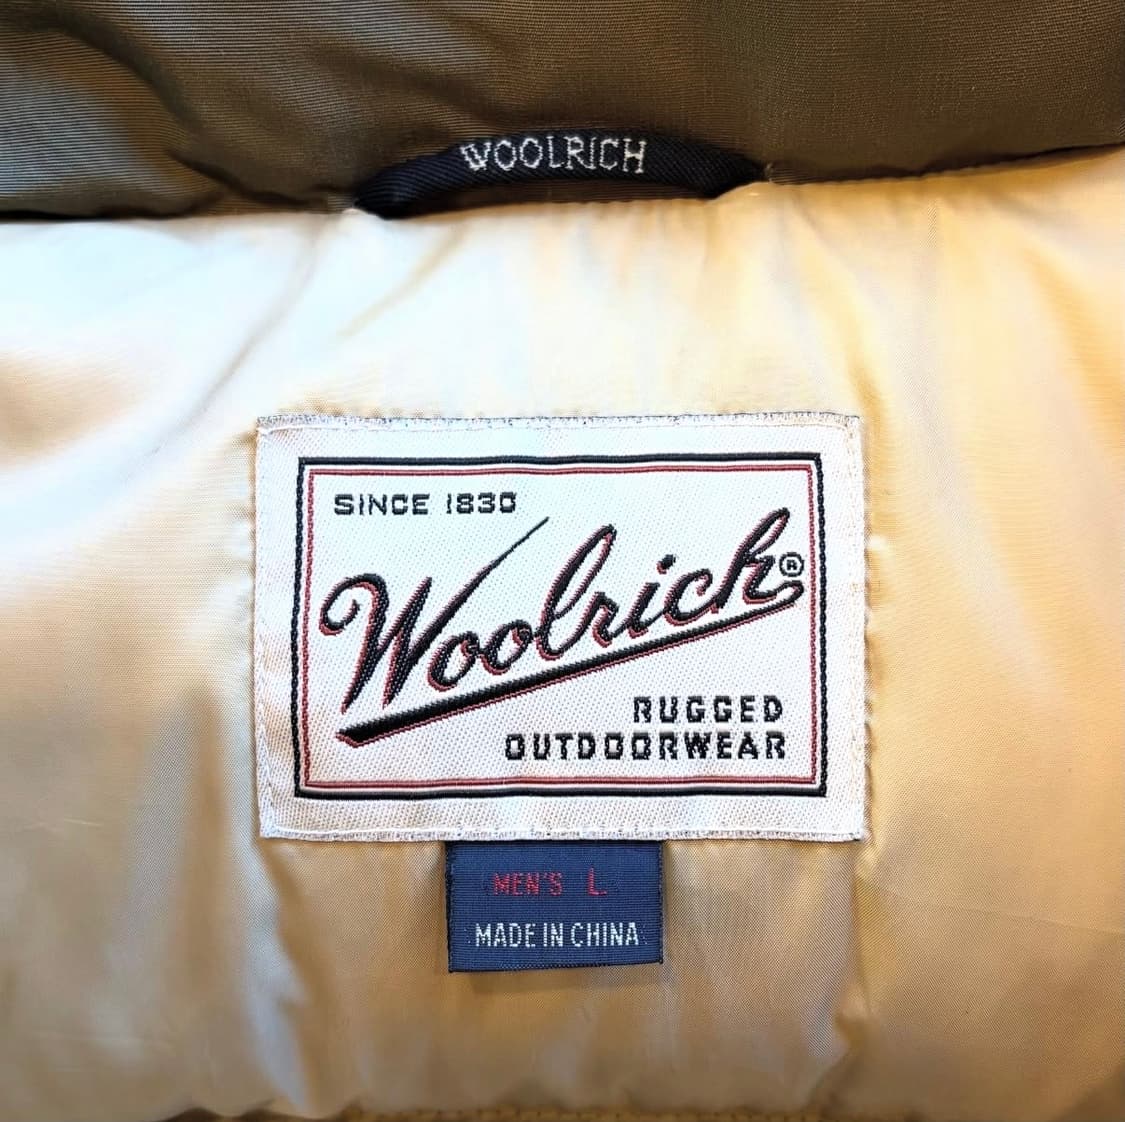 WOOLRICH
SINCE 1830
Woolrich®
RUGGED
OUTDOORWEAR
MEN'S L
MADE IN CHINA